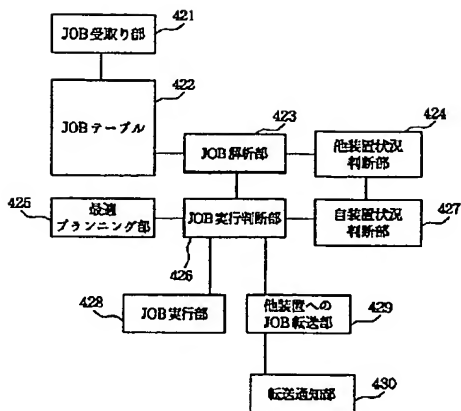 JOB受取り部
421
422
JOBテーブル
423
JOB解析部
424
他装置状況
判断部
425
最適
プランニング部
JOB実行判断部
426
自装置状況
判断部
427
JOB実行部
428
他装置への
JOB転送部
429
転送通知部
430